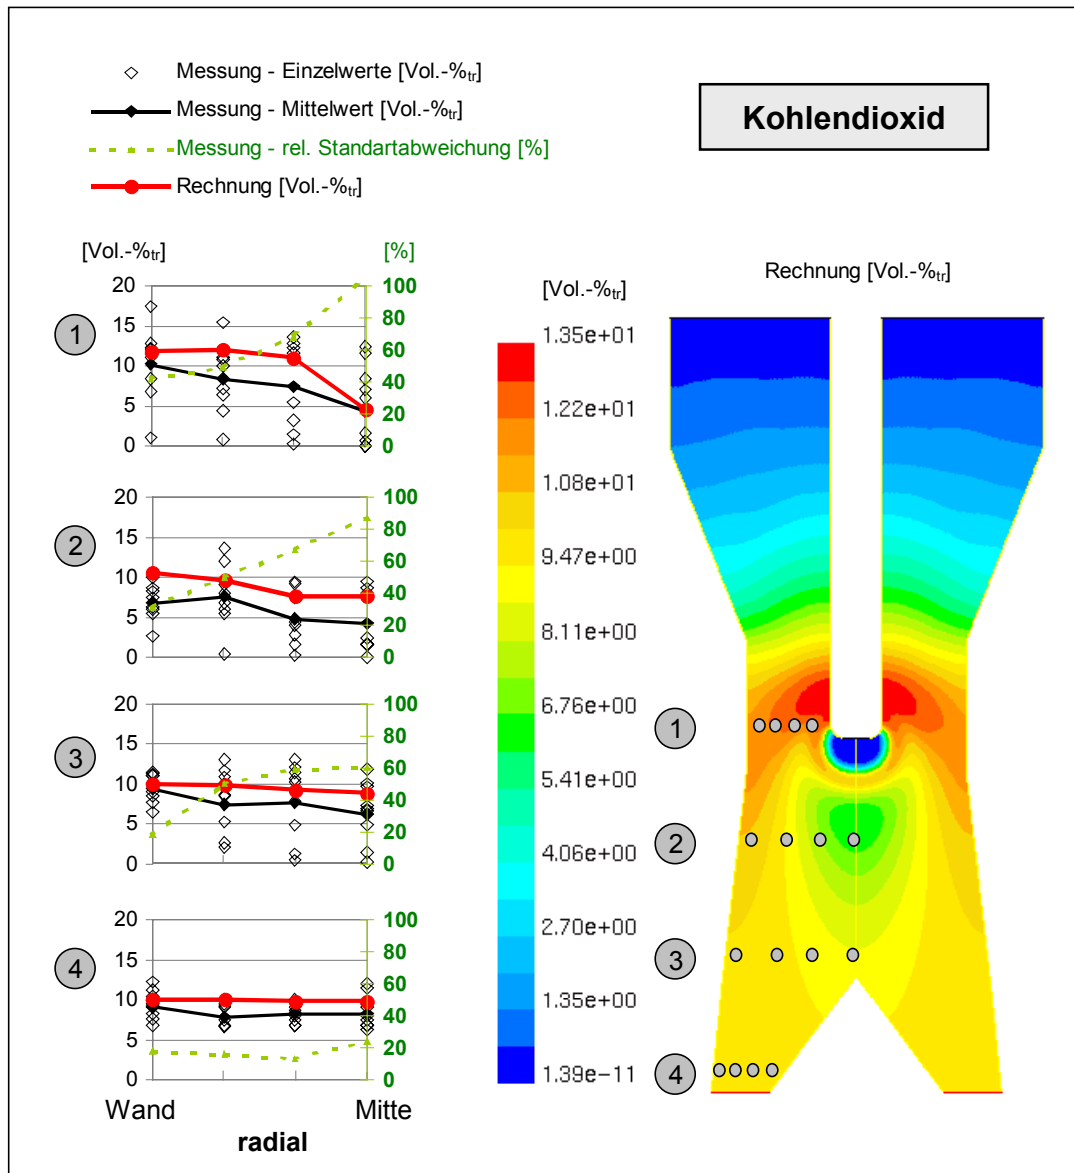 Messung - Einzelwerte [Vol.-%tr]
Messung - Mittelwert [Vol.-%tr]
Messung - rel. Standartabweichung [%]
Rechnung [Vol.-%tr]
Kohlendioxid
[Vol.-%tr]
[%]
1
20
15
10
5
0
100
80
60
40
20
0
2
20
15
10
5
0
100
80
60
40
20
0
3
20
15
10
5
0
100
80
60
40
20
0
4
20
15
10
5
0
100
80
60
40
20
0
Wand
Mitte
radial
[Vol.-%tr]
Rechnung [Vol.-%tr]
1.35e+01
1.22e+01
1.08e+01
9.47e+00
8.11e+00
6.76e+00
5.41e+00
4.06e+00
2.70e+00
1.35e+00
1.39e-11
1
2
3
4